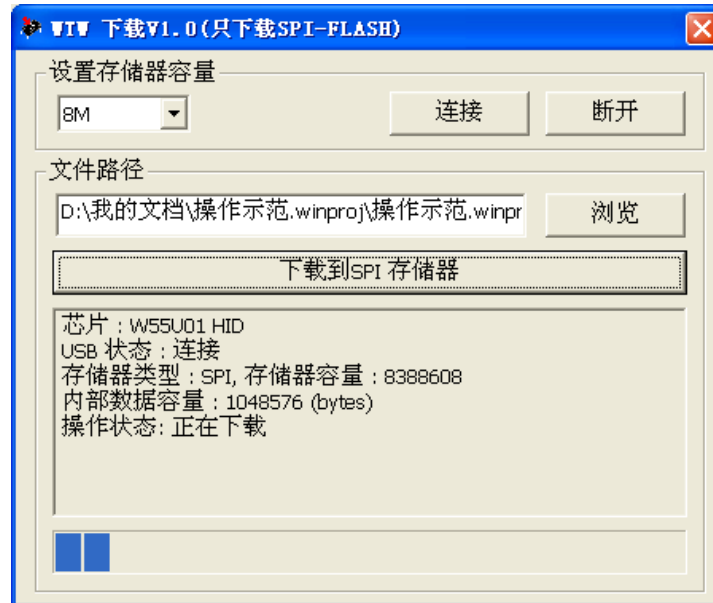 WTW 下载V1.0(只下载SPI-FLASH)
设置存储器容量
8M
连接
断开
文件路径
D:\我的文档\操作示范.winproj\操作示范.winpr
浏览
下载到SPI 存储器
芯片 : W55U01 HID
USB 状态 : 连接
存储器类型 : SPI, 存储器容量 : 8388608
内部数据容量 : 1048576 (bytes)
操作状态: 正在下载